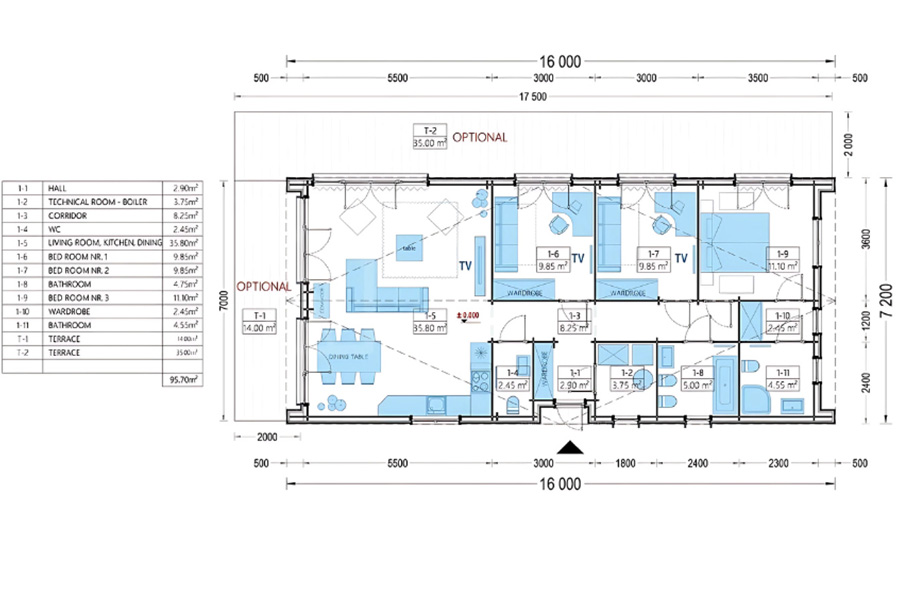 16 000
500 5500 3000 3000 3500 500
17 500
T-2
35.00 m²
OPTIONAL
2 000
1-1 HALL 2.90m²
1-2 TECHNICAL ROOM - BOILER 3.75m²
1-3 CORRIDOR 8.25m²
1-4 WC 2.45m²
1-5 LIVING ROOM, KITCHEN, DINING 35.80m²
1-6 BED ROOM NR. 1 9.85m²
1-7 BED ROOM NR. 2 9.85m²
1-8 BATHROOM 4.75m²
1-9 BED ROOM NR. 3 11.10m²
1-10 WARDROBE 2.45m²
1-11 BATHROOM 4.55m²
T-1 TERRACE 14.00m²
T-2 TERRACE 35.00m²
95.70m²
OPTIONAL
T-1
14.00 m²
7000
table
TV
1-6
9.85 m²
TV
WARDROBE
1-7
9.85 m²
TV
WARDROBE
1-9
11.10 m²
3600
7 200
1-5
35.80 m²
± 0.000
1-3
8.25 m²
1-10
2.45 m²
1200
DINING TABLE
1-4
2.45 m²
WARDROBE
1-1
2.90 m²
1-2
3.75 m²
1-8
5.00 m²
1-11
4.55 m²
2400
2000
500 5500 3000 1800 2400 2300 500
16 000